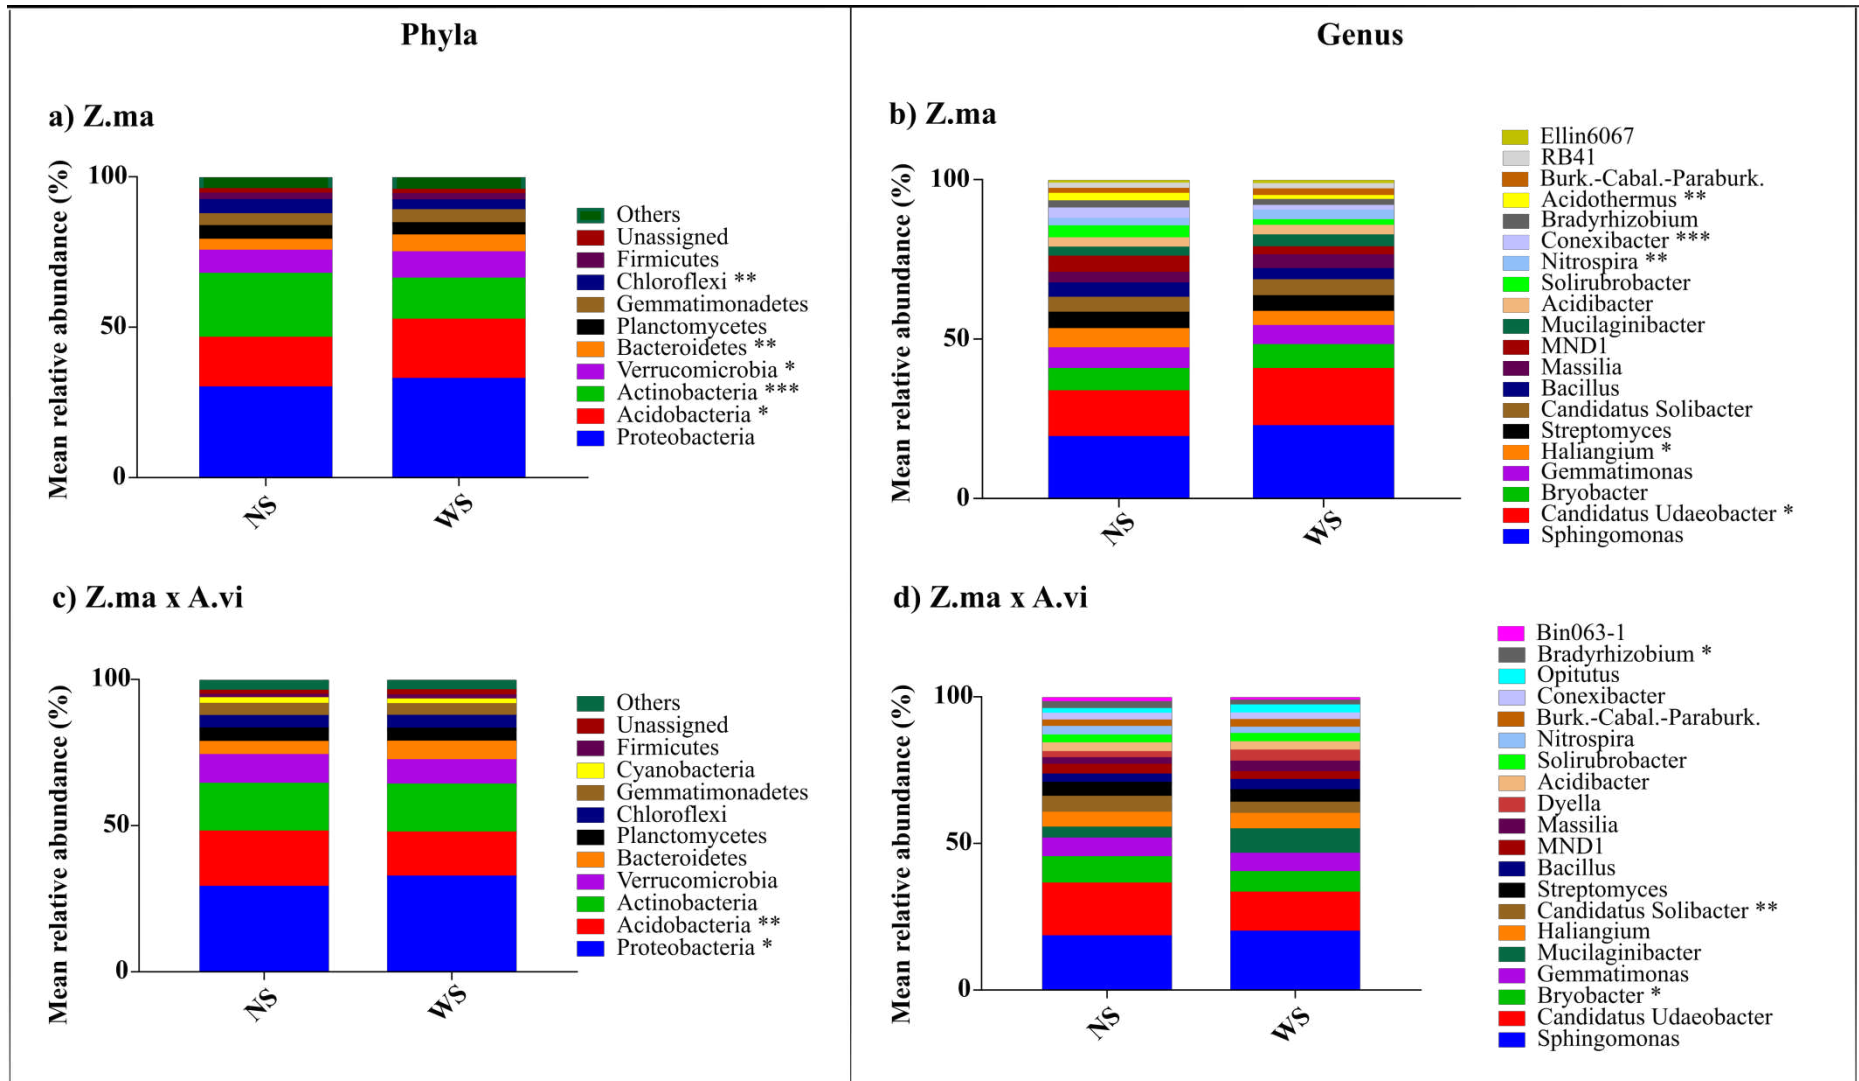 Phyla
Genus
a) Z.ma
Mean relative abundance (%)
100
50
0
NS
WS
Others
Unassigned
Firmicutes
Chloroflexi **
Gemmatimonadetes
Planctomycetes
Bacteroidetes **
Verrucomicrobia *
Actinobacteria ***
Acidobacteria *
Proteobacteria
b) Z.ma
Mean relative abundance (%)
100
50
0
NS
WS
Ellin6067
RB41
Burk.-Cabal.-Paraburk.
Acidothermus **
Bradyrhizobium
Conexibacter ***
Nitrospira **
Solirubrobacter
Acidibacter
Mucilaginibacter
MND1
Massilia
Bacillus
Candidatus Solibacter
Streptomyces
Haliangium *
Gemmatimonas
Bryobacter
Candidatus Udaeobacter *
Sphingomonas
c) Z.ma x A.vi
Mean relative abundance (%)
100
50
0
NS
WS
Others
Unassigned
Firmicutes
Cyanobacteria
Gemmatimonadetes
Chloroflexi
Planctomycetes
Bacteroidetes
Verrucomicrobia
Actinobacteria
Acidobacteria **
Proteobacteria *
d) Z.ma x A.vi
Mean relative abundance (%)
100
50
0
NS
WS
Bin063-1
Bradyrhizobium *
Opitutus
Conexibacter
Burk.-Cabal.-Paraburk.
Nitrospira
Solirubrobacter
Acidibacter
Dyella
Massilia
MND1
Bacillus
Streptomyces
Candidatus Solibacter **
Haliangium
Mucilaginibacter
Gemmatimonas
Bryobacter *
Candidatus Udaeobacter
Sphingomonas